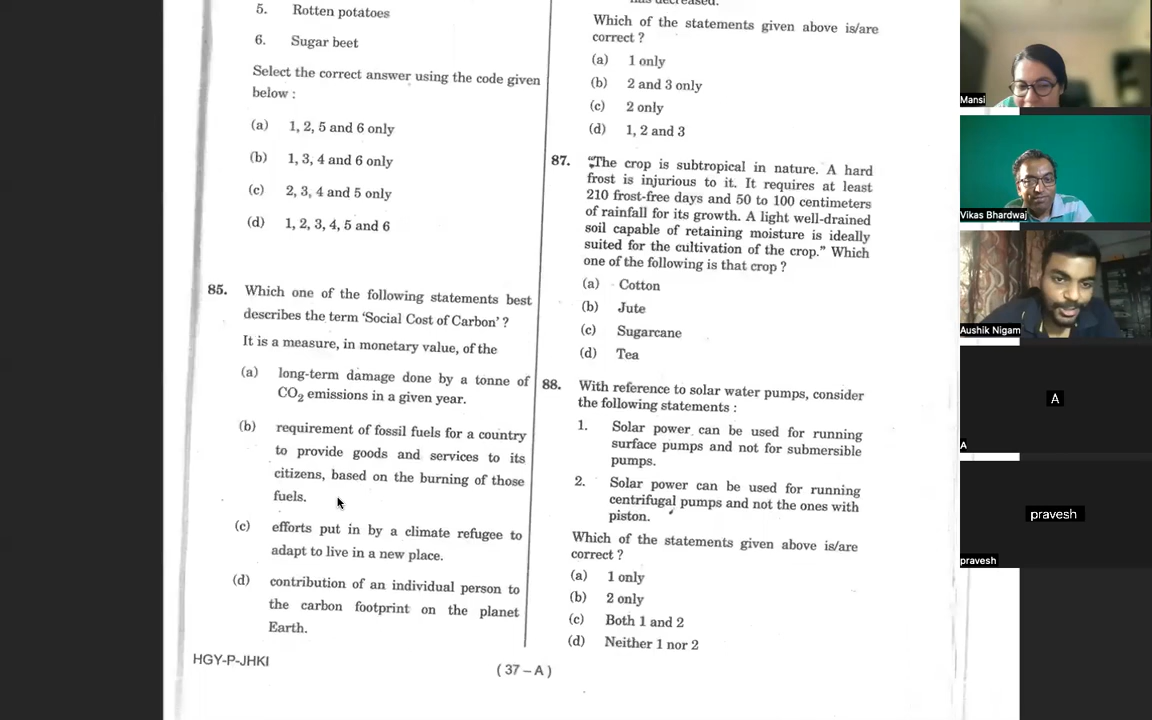 5. Rotten potatoes
6. Sugar beet
Select the correct answer using the code given
below :
(a) 1, 2, 5 and 6 only
(b) 1, 3, 4 and 6 only
(c) 2, 3, 4 and 5 only
(d) 1, 2, 3, 4, 5 and 6
85. Which one of the following statements best
describes the term 'Social Cost of Carbon' ?
It is a measure, in monetary value, of the
(a) long-term damage done by a tonne of
CO2 emissions in a given year.
(b) requirement of fossil fuels for a country
to provide goods and services to its
citizens, based on the burning of those
fuels.
(c) efforts put in by a climate refugee to
adapt to live in a new place.
(d) contribution of an individual person to
the carbon footprint on the planet
Earth.
HGY-P-JHKI
( 37 – A )
has decreased.
Which of the statements given above is/are
correct ?
(a) 1 only
(b) 2 and 3 only
(c) 2 only
(d) 1, 2 and 3
87. "The crop is subtropical in nature. A hard
frost is injurious to it. It requires at least
210 frost-free days and 50 to 100 centimeters
of rainfall for its growth. A light well-drained
soil capable of retaining moisture is ideally
suited for the cultivation of the crop." Which
one of the following is that crop ?
(a) Cotton
(b) Jute
(c) Sugarcane
(d) Tea
88. With reference to solar water pumps, consider
the following statements :
1. Solar power can be used for running
surface pumps and not for submersible
pumps.
2. Solar power can be used for running
centrifugal pumps and not the ones with
piston.
Which of the statements given above is/are
correct ?
(a) 1 only
(b) 2 only
(c) Both 1 and 2
(d) Neither 1 nor 2
Mansi
Vikas Bhardwaj
Aushik Nigam
A
A
pravesh
pravesh